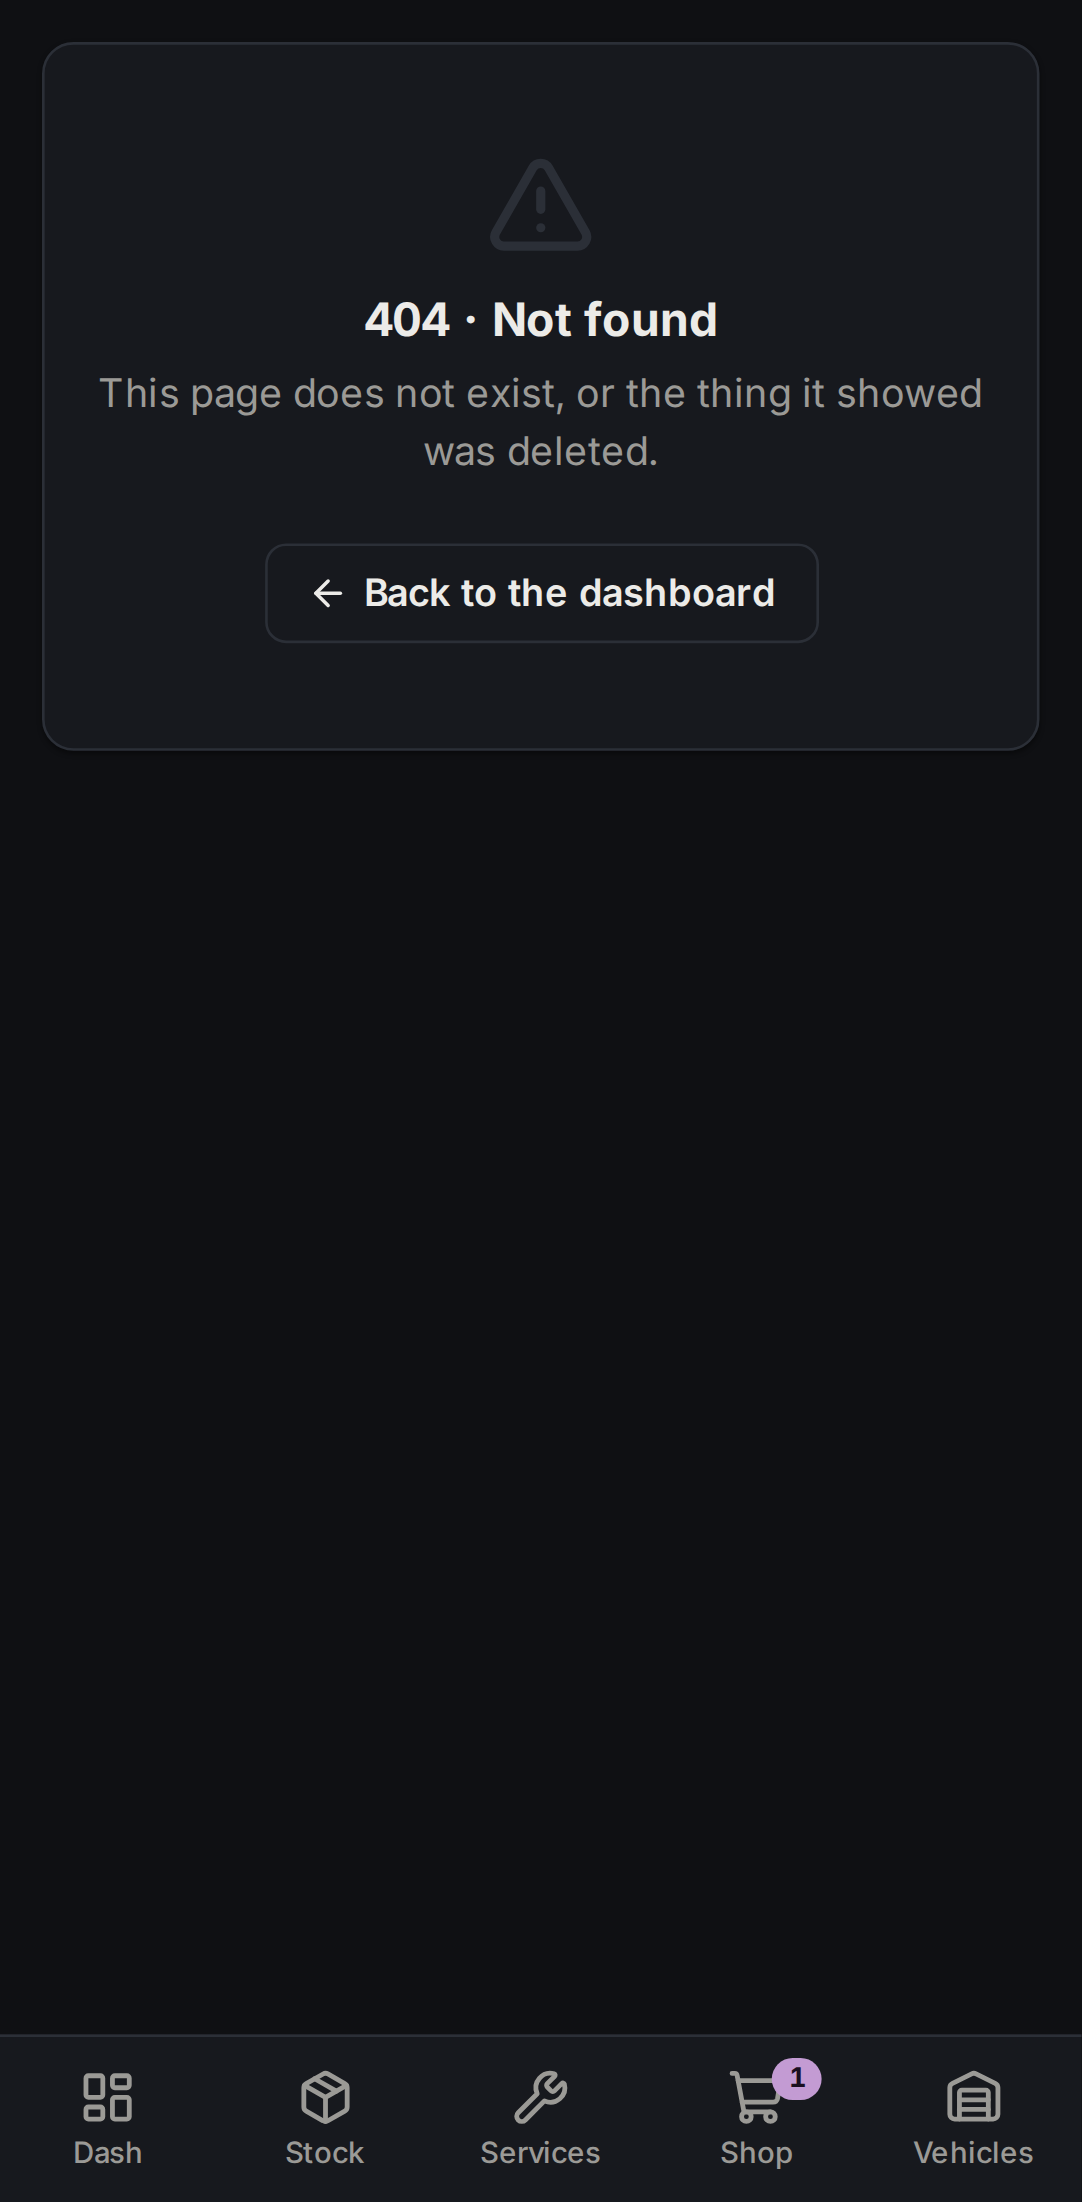 404 · Not found
This page does not exist, or the thing it showed
was deleted.
Back to the dashboard
1
Dash
Stock
Services
Shop
Vehicles